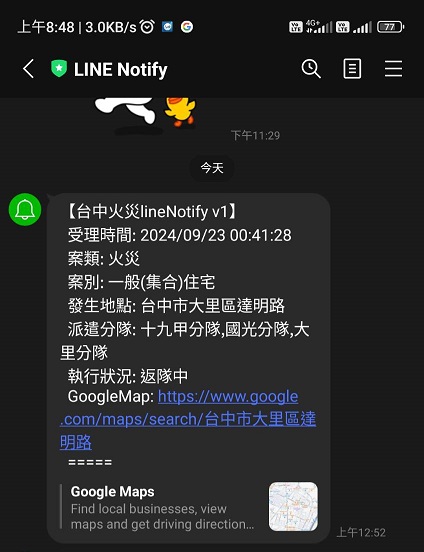 上午8:48 | 3.0KB/s
4G+
77
LINE Notify
下午11:29
今天
【台中火災lineNotify v1】
受理時間: 2024/09/23 00:41:28
案類: 火災
案別: 一般(集合)住宅
發生地點: 台中市大里區達明路
派遣分隊: 十九甲分隊,國光分隊,大
里分隊
執行狀況: 返隊中
GoogleMap: https://www.google
.com/maps/search/台中市大里區達
明路
=====
Google Maps
Find local businesses, view
maps and get driving direction...
上午12:52